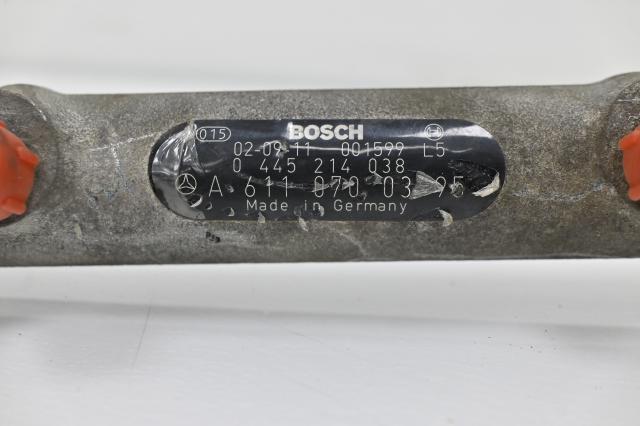 015 BOSCH
02-09-11 001599 L5
0 445 214 038
A 611 070 03 95
Made in Germany